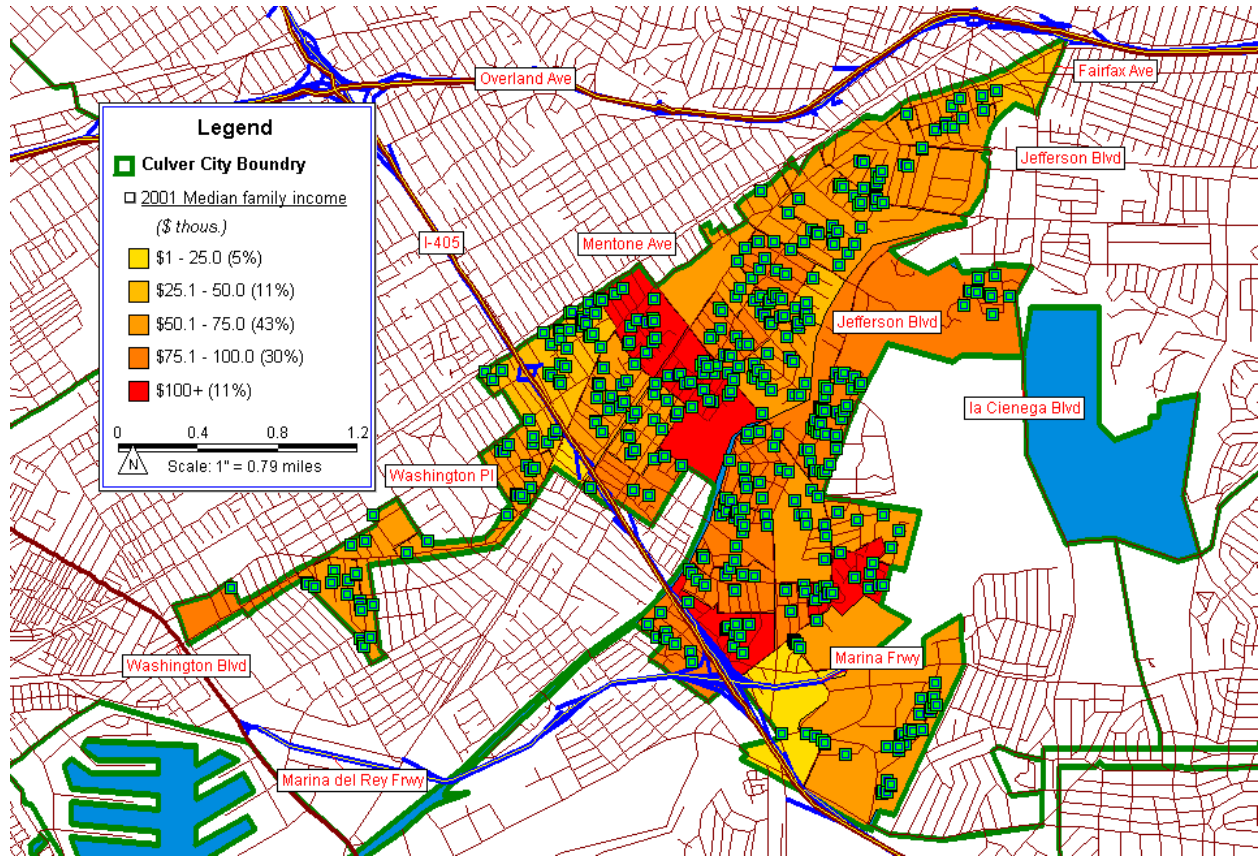 Overland Ave
Fairfax Ave
Legend
Culver City Boundry
2001 Median family income
($ thous.)
$1 - 25.0 (5%)
$25.1 - 50.0 (11%)
$50.1 - 75.0 (43%)
$75.1 - 100.0 (30%)
$100+ (11%)
0 0.4 0.8 1.2
N
Scale: 1" = 0.79 miles
Jefferson Blvd
I-405
Mentone Ave
Jefferson Blvd
la Cienega Blvd
Washington Pl
Washington Blvd
Marina Frwy
Marina del Rey Frwy